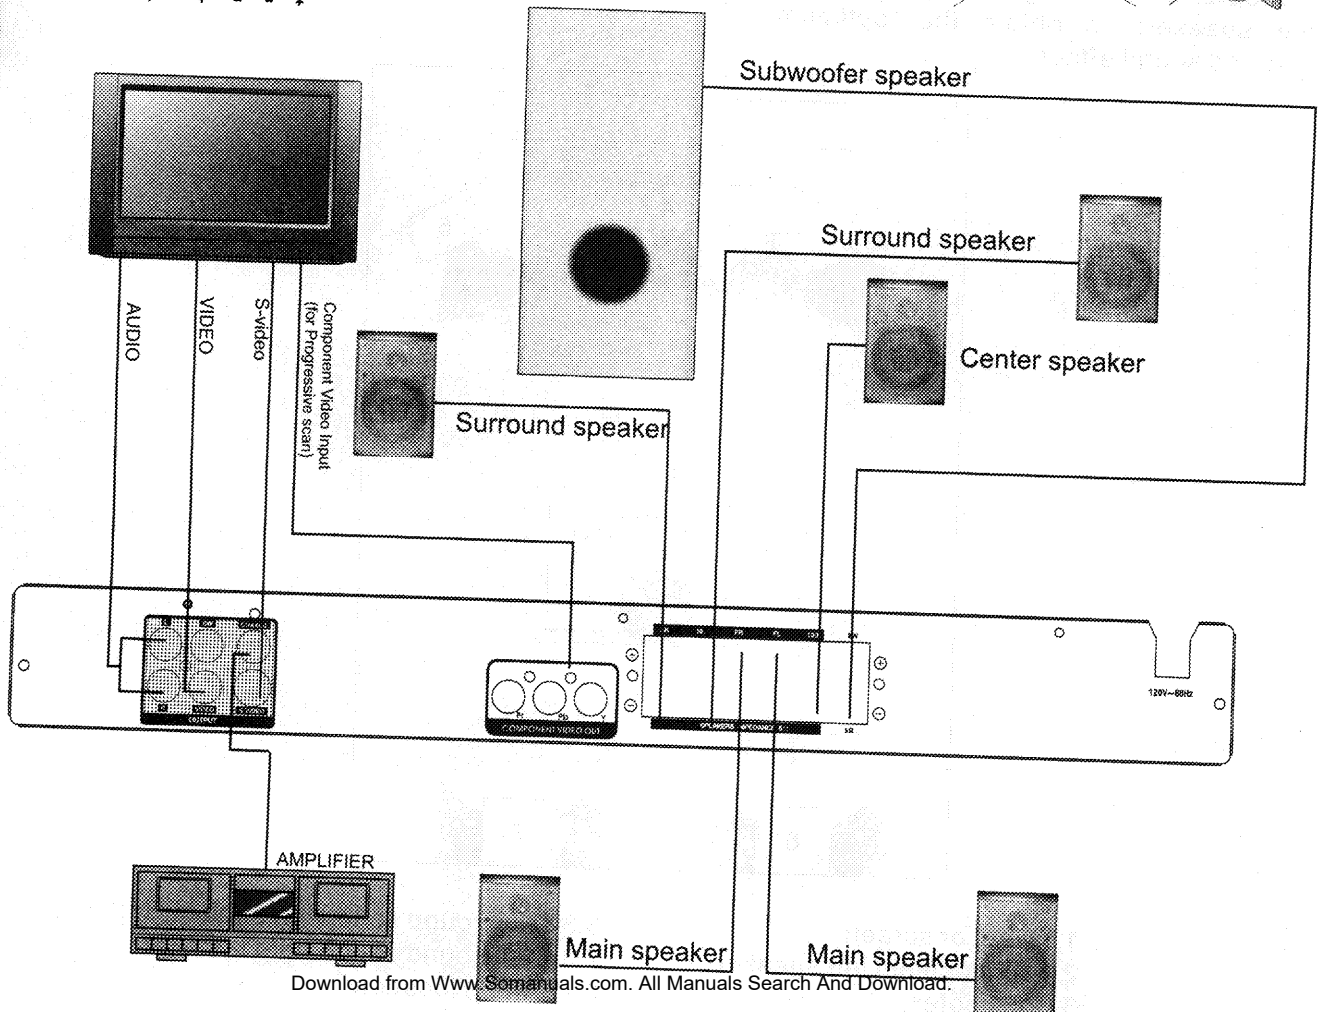 Subwoofer speaker
Surround speaker
Center speaker
AUDIO
VIDEO
S-video
Component Video Input
(for Progressive scan)
Surround speaker
120V~60Hz
COMPONENT VIDEO OUT
AMPLIFIER
Main speaker
Main speaker
Download from Www.Somanuals.com. All Manuals Search And Download.